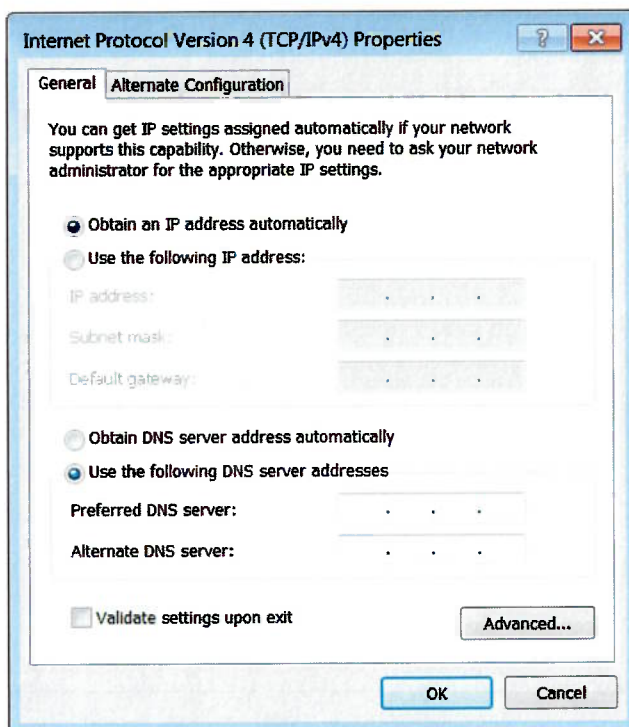 Internet Protocol Version 4 (TCP/IPv4) Properties
General
Alternate Configuration
You can get IP settings assigned automatically if your network
supports this capability. Otherwise, you need to ask your network
administrator for the appropriate IP settings.
Obtain an IP address automatically
Use the following IP address:
IP address:
Subnet mask:
Default gateway:
Obtain DNS server address automatically
Use the following DNS server addresses
Preferred DNS server:
Alternate DNS server:
Validate settings upon exit
Advanced...
OK
Cancel